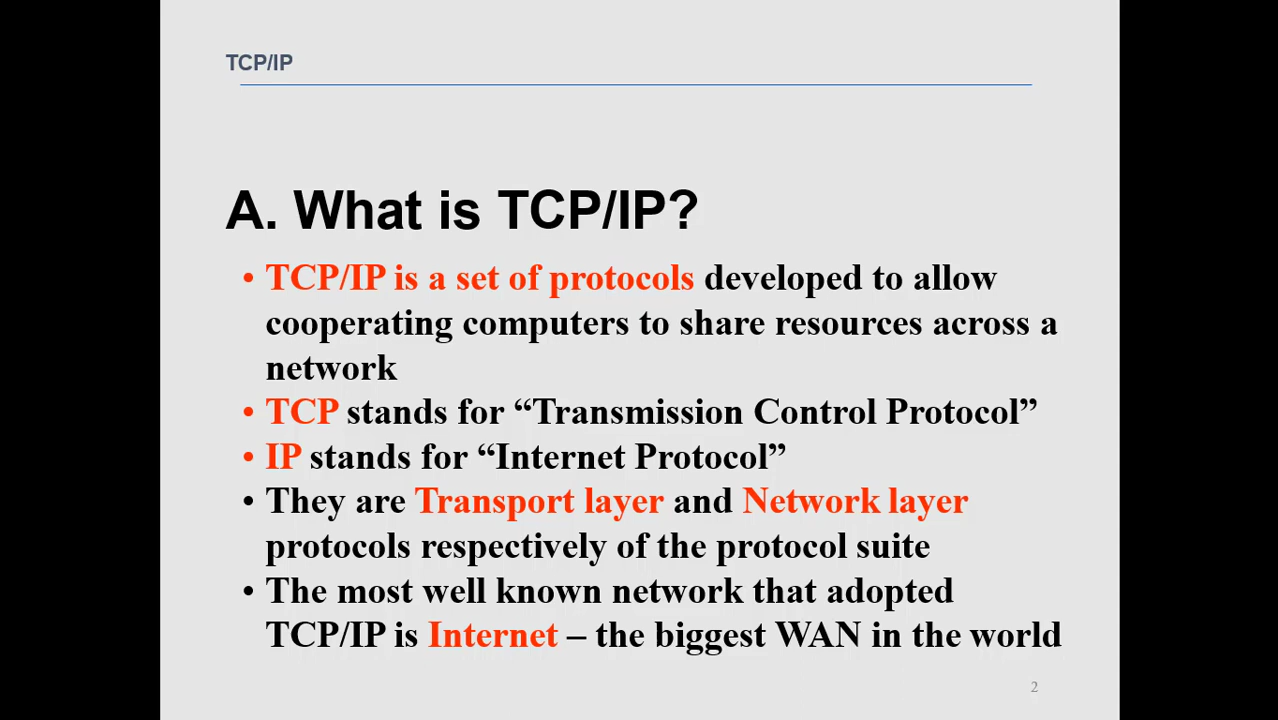 TCP/IP
A. What is TCP/IP?
• TCP/IP is a set of protocols developed to allow
cooperating computers to share resources across a
network
• TCP stands for “Transmission Control Protocol”
• IP stands for “Internet Protocol”
• They are Transport layer and Network layer
protocols respectively of the protocol suite
• The most well known network that adopted
TCP/IP is Internet – the biggest WAN in the world
2